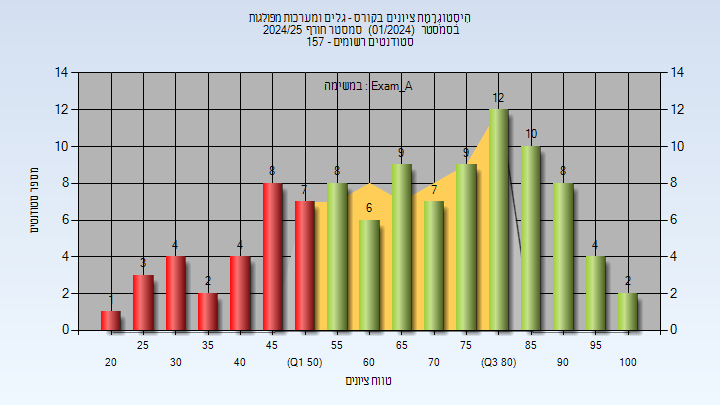 הִיסְטוֹגְרָמַת ציונים בקורס - גלים ומערכות מפולגות
בסמסטר (01/2024) סמסטר חורף 2024/25
סטודנטים רשומים - 157
במשימה : Exam_A
מספר סטודנטים
14 14
12 12
10 10
8 8
6 6
4 4
2 2
0 0
1 3 4 2 4 8 7 8 6 9 7 9 12 10 8 4 2
25 35 45 55 65 75 85 95
20 30 40 (Q1 50) 60 70 (Q3 80) 90 100
טווח ציונים